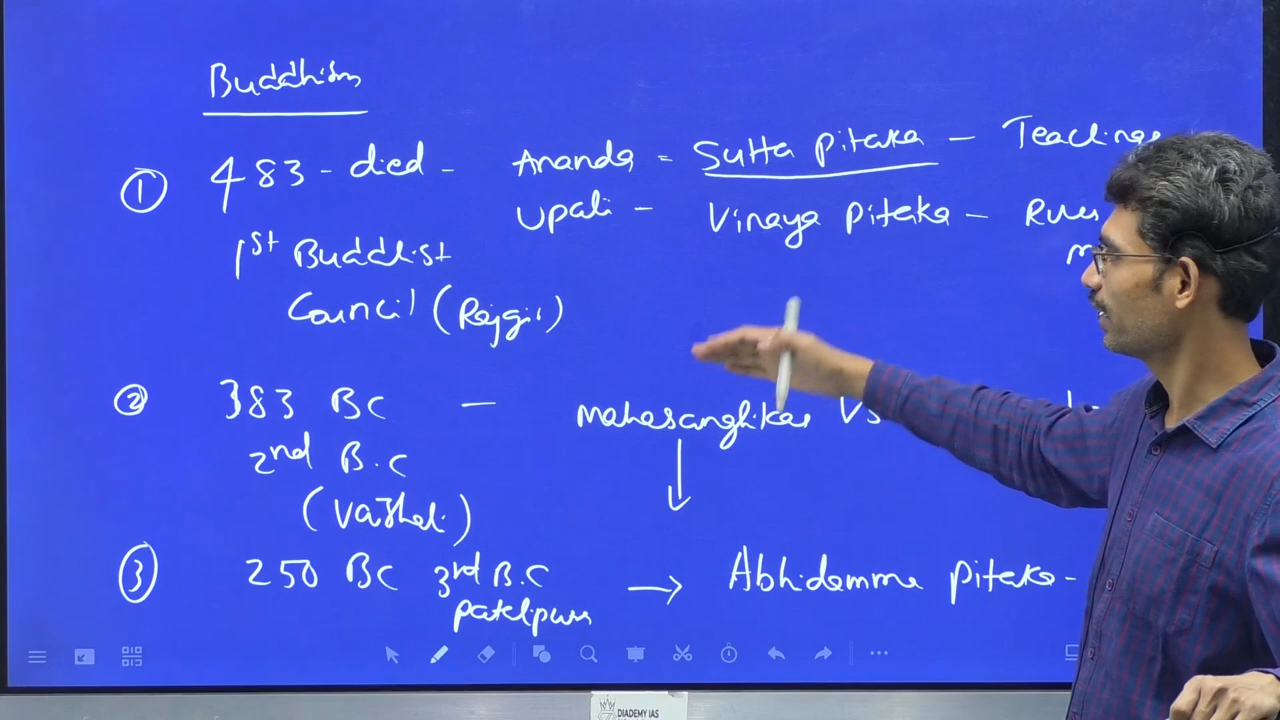 Buddhism
① 483 - died - Ananda = Sutta pitaka - Teachings
Upali - Vinaya pitaka - Rules
1st Buddhist
Council (Rajgir)
② 383 BC - Mahasanghikas VS
2nd B.C
(Vaishali)
③ 250 BC 3rd B.C → Abhidamma pitaka -
patalipura
DIADEMY IAS